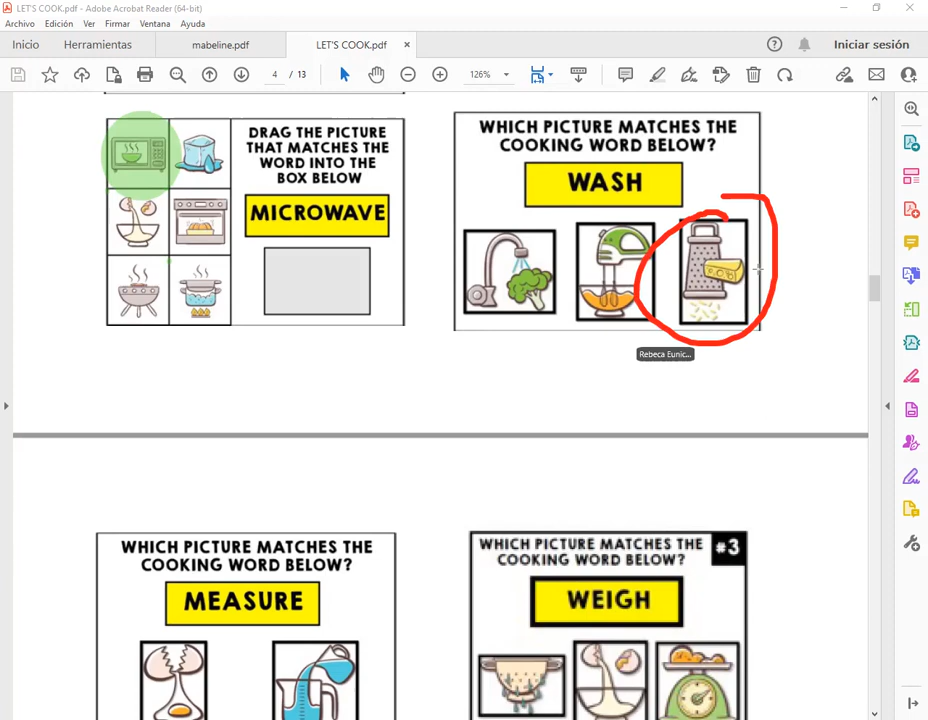 LET'S COOK.pdf - Adobe Acrobat Reader (64-bit)
Archivo Edición Ver Firmar Ventana Ayuda
Inicio Herramientas mabeline.pdf LET'S COOK.pdf × Iniciar sesión
4 / 13 126%
DRAG THE PICTURE
THAT MATCHES THE
WORD INTO THE
BOX BELOW
MICROWAVE
WHICH PICTURE MATCHES THE
COOKING WORD BELOW?
WASH
Rebeca Eunic...
WHICH PICTURE MATCHES THE
COOKING WORD BELOW?
MEASURE
WHICH PICTURE MATCHES THE
COOKING WORD BELOW?
#3
WEIGH